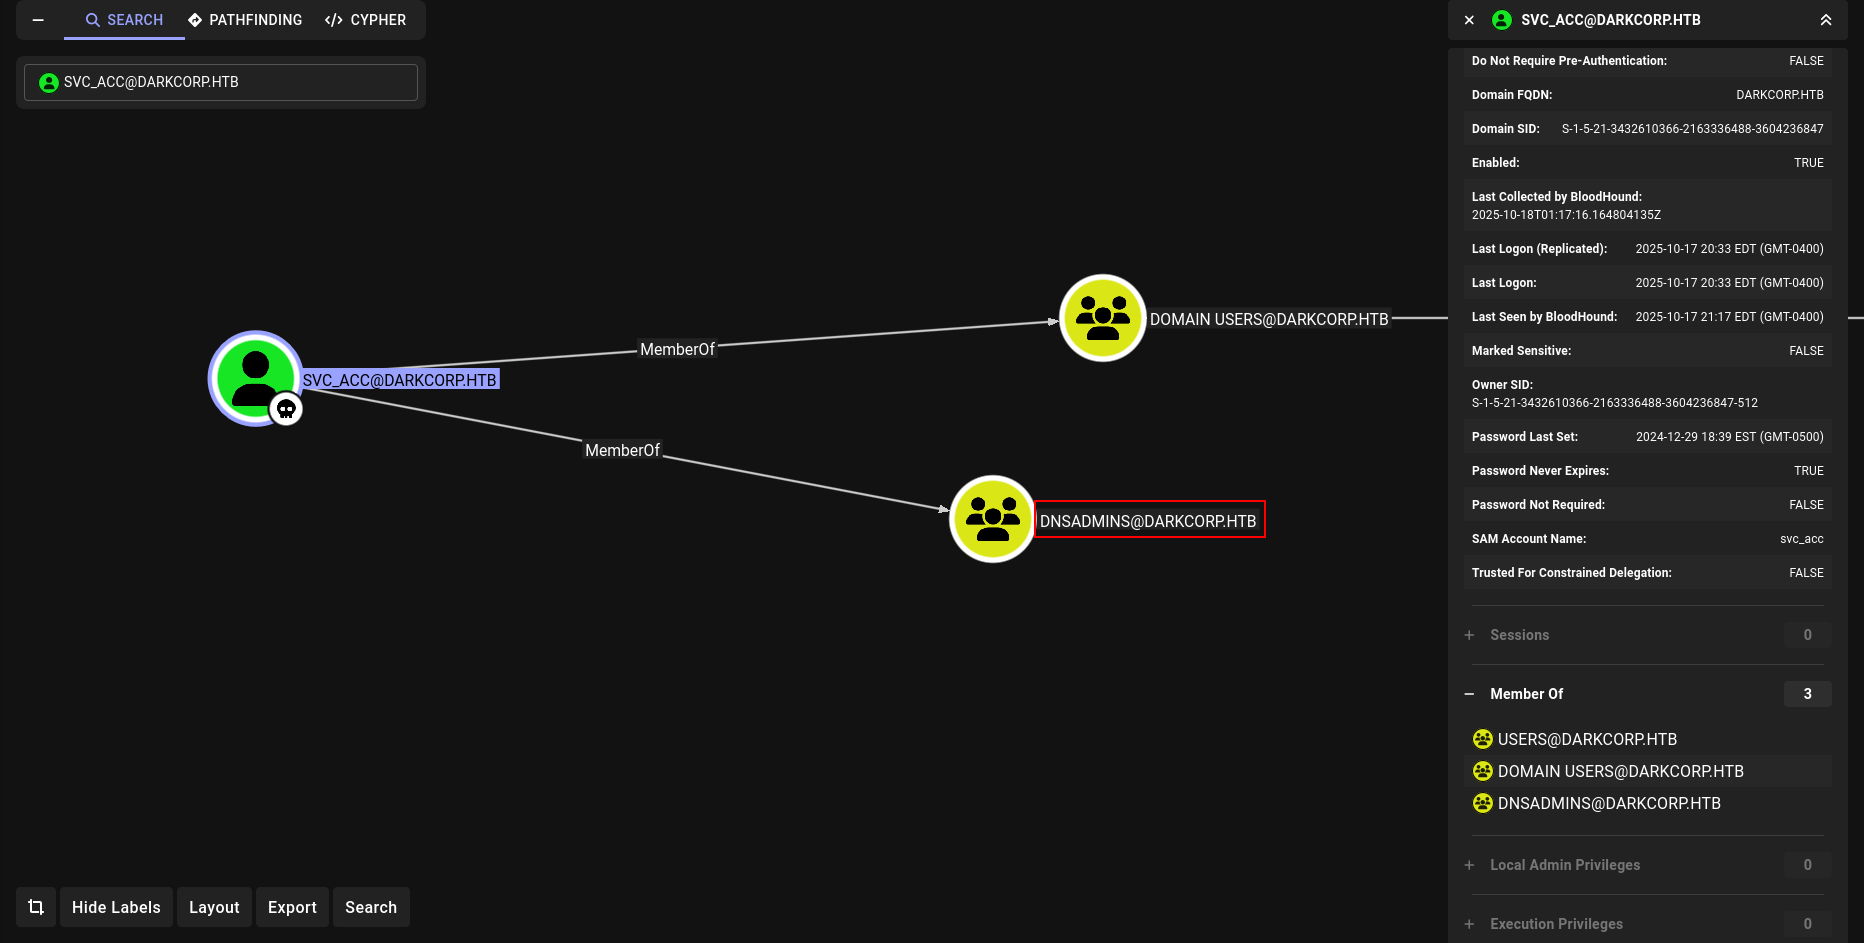 SEARCH PATHFINDING </> CYPHER
SVC_ACC@DARKCORP.HTB
MemberOf
DOMAIN USERS@DARKCORP.HTB
SVC_ACC@DARKCORP.HTB
MemberOf
DNSADMINS@DARKCORP.HTB
Hide Labels Layout Export Search
SVC_ACC@DARKCORP.HTB
Do Not Require Pre-Authentication: FALSE
Domain FQDN: DARKCORP.HTB
Domain SID: S-1-5-21-3432610366-2163336488-3604236847
Enabled: TRUE
Last Collected by BloodHound:
2025-10-18T01:17:16.164804135Z
Last Logon (Replicated): 2025-10-17 20:33 EDT (GMT-0400)
Last Logon: 2025-10-17 20:33 EDT (GMT-0400)
Last Seen by BloodHound: 2025-10-17 21:17 EDT (GMT-0400)
Marked Sensitive: FALSE
Owner SID:
S-1-5-21-3432610366-2163336488-3604236847-512
Password Last Set: 2024-12-29 18:39 EST (GMT-0500)
Password Never Expires: TRUE
Password Not Required: FALSE
SAM Account Name: svc_acc
Trusted For Constrained Delegation: FALSE
Sessions 0
Member Of 3
USERS@DARKCORP.HTB
DOMAIN USERS@DARKCORP.HTB
DNSADMINS@DARKCORP.HTB
Local Admin Privileges 0
Execution Privileges 0